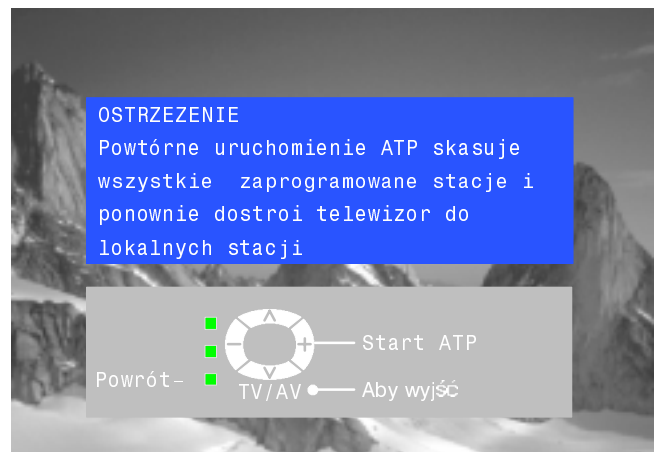 OSTRZEZENIE
Powtórne uruchomienie ATP skasuje
wszystkie zaprogramowane stacje i
ponownie dostroi telewizor do
lokalnych stacji
Start ATP
Powrót–
TV/AV Aby wyjść